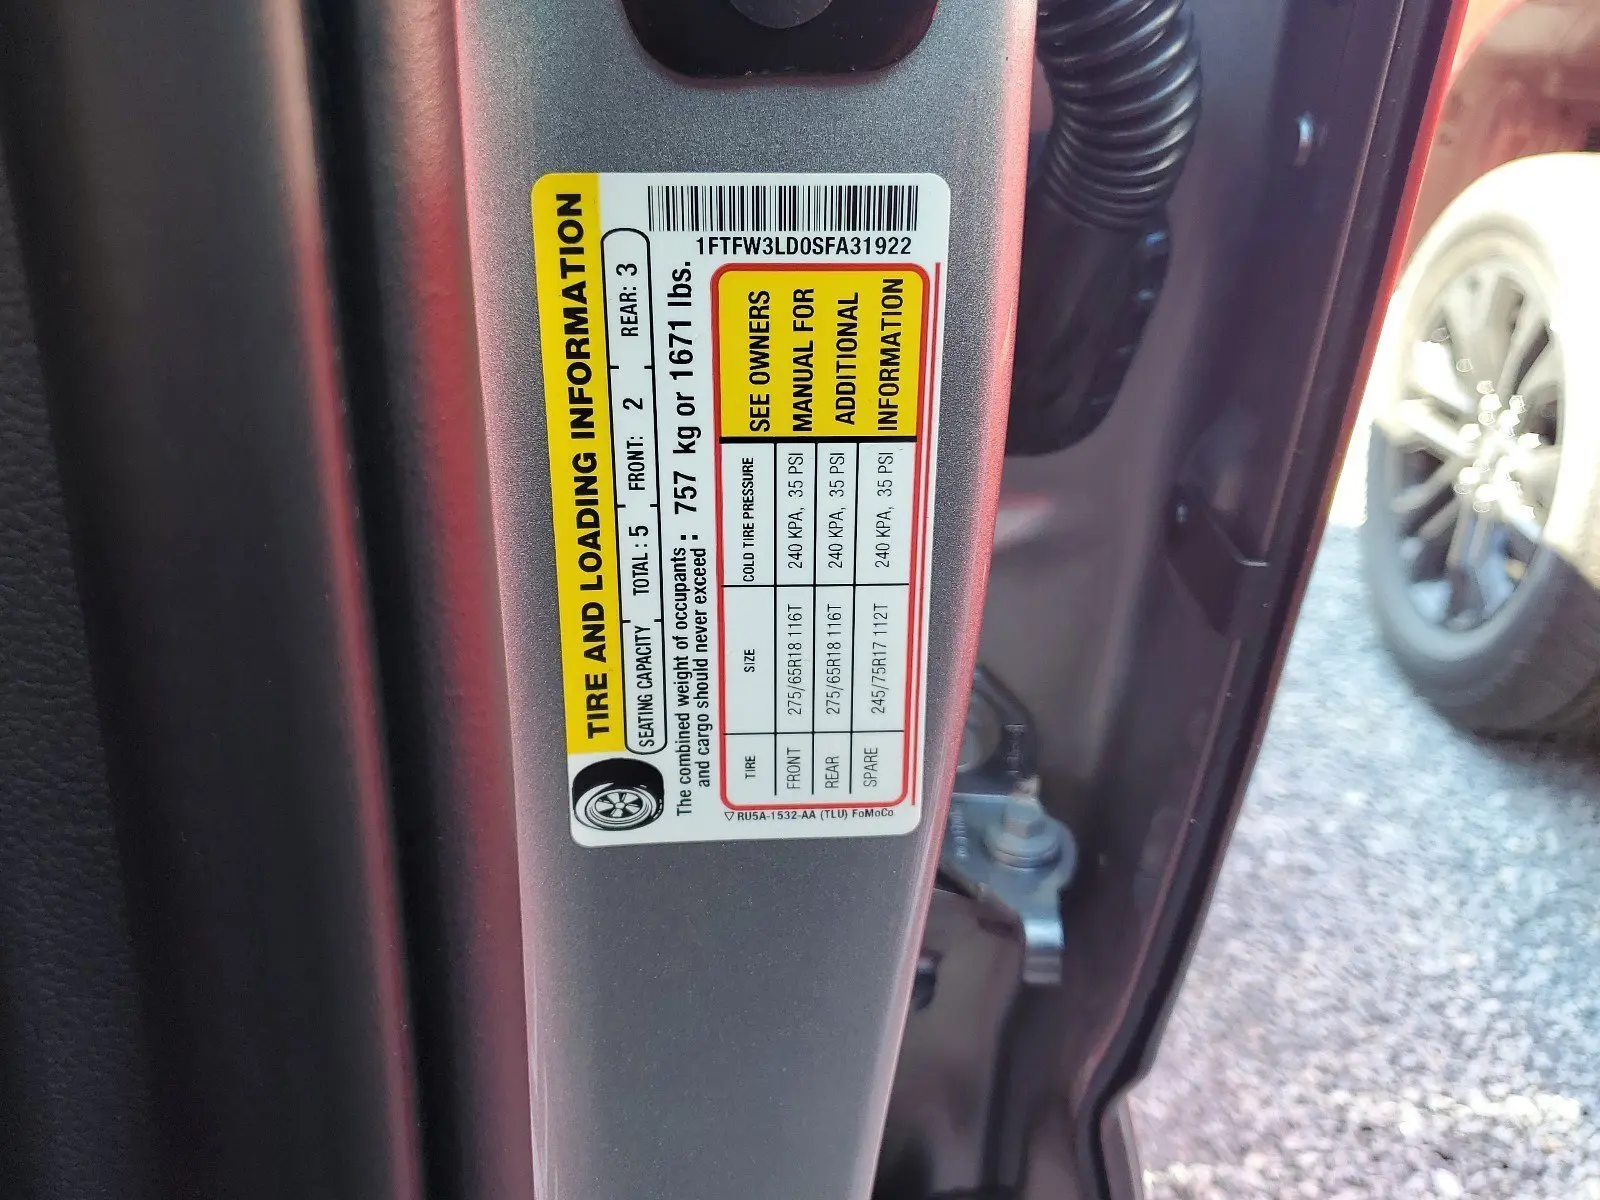 1FTFW3LD0SFA31922
TIRE AND LOADING INFORMATION
SEATING CAPACITY TOTAL: 5 FRONT: 2 REAR: 3
The combined weight of occupants
and cargo should never exceed : 757 kg or 1671 lbs.
TIRE SIZE COLD TIRE PRESSURE
FRONT 275/65R18 116T 240 KPA, 35 PSI
REAR 275/65R18 116T 240 KPA, 35 PSI
SPARE 245/75R17 112T 240 KPA, 35 PSI
SEE OWNERS
MANUAL FOR
ADDITIONAL
INFORMATION
RU5A-1532-AA (TLU) FoMoCo